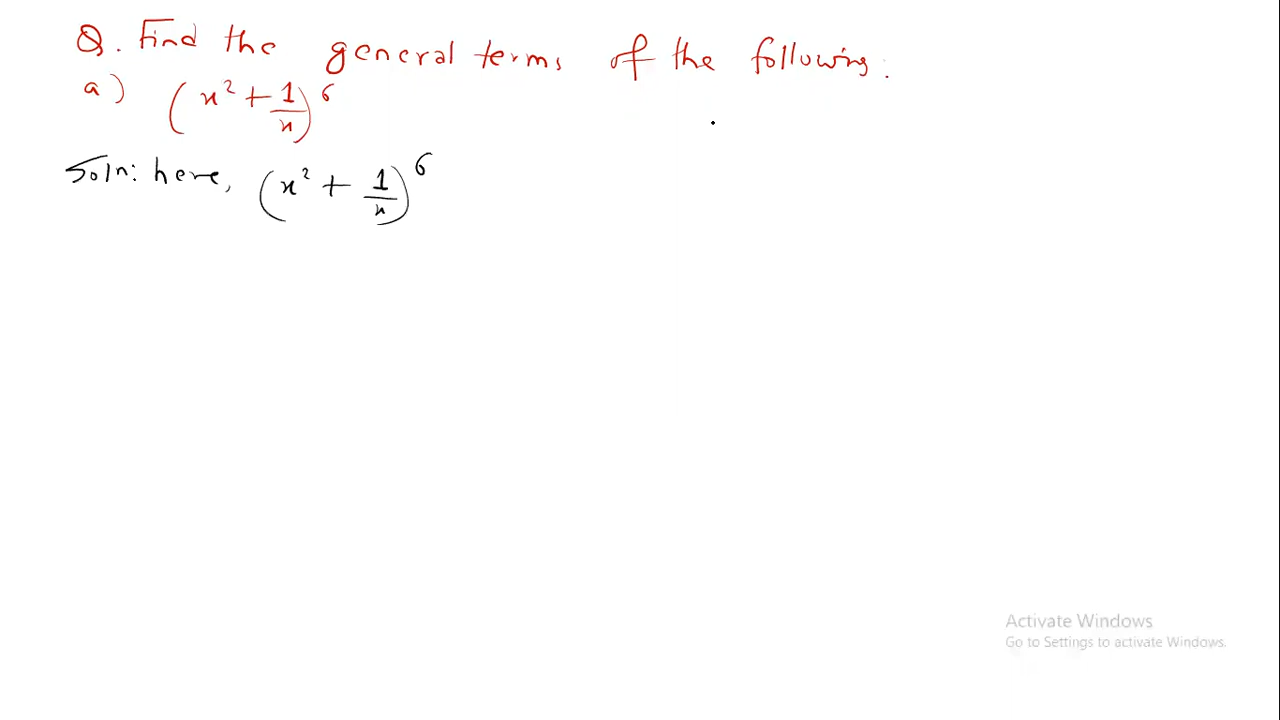 Q. Find the general terms of the following:
a) (x² + 1/x)⁶
Soln: here, (x² + 1/x)⁶
Activate Windows
Go to Settings to activate Windows.